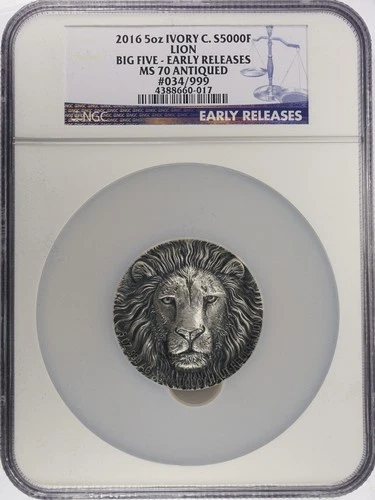 2016 5oz IVORY C. S5000F
LION
BIG FIVE - EARLY RELEASES
MS 70 ANTIQUED
#034/999
4388660-017
NGC
EARLY RELEASES